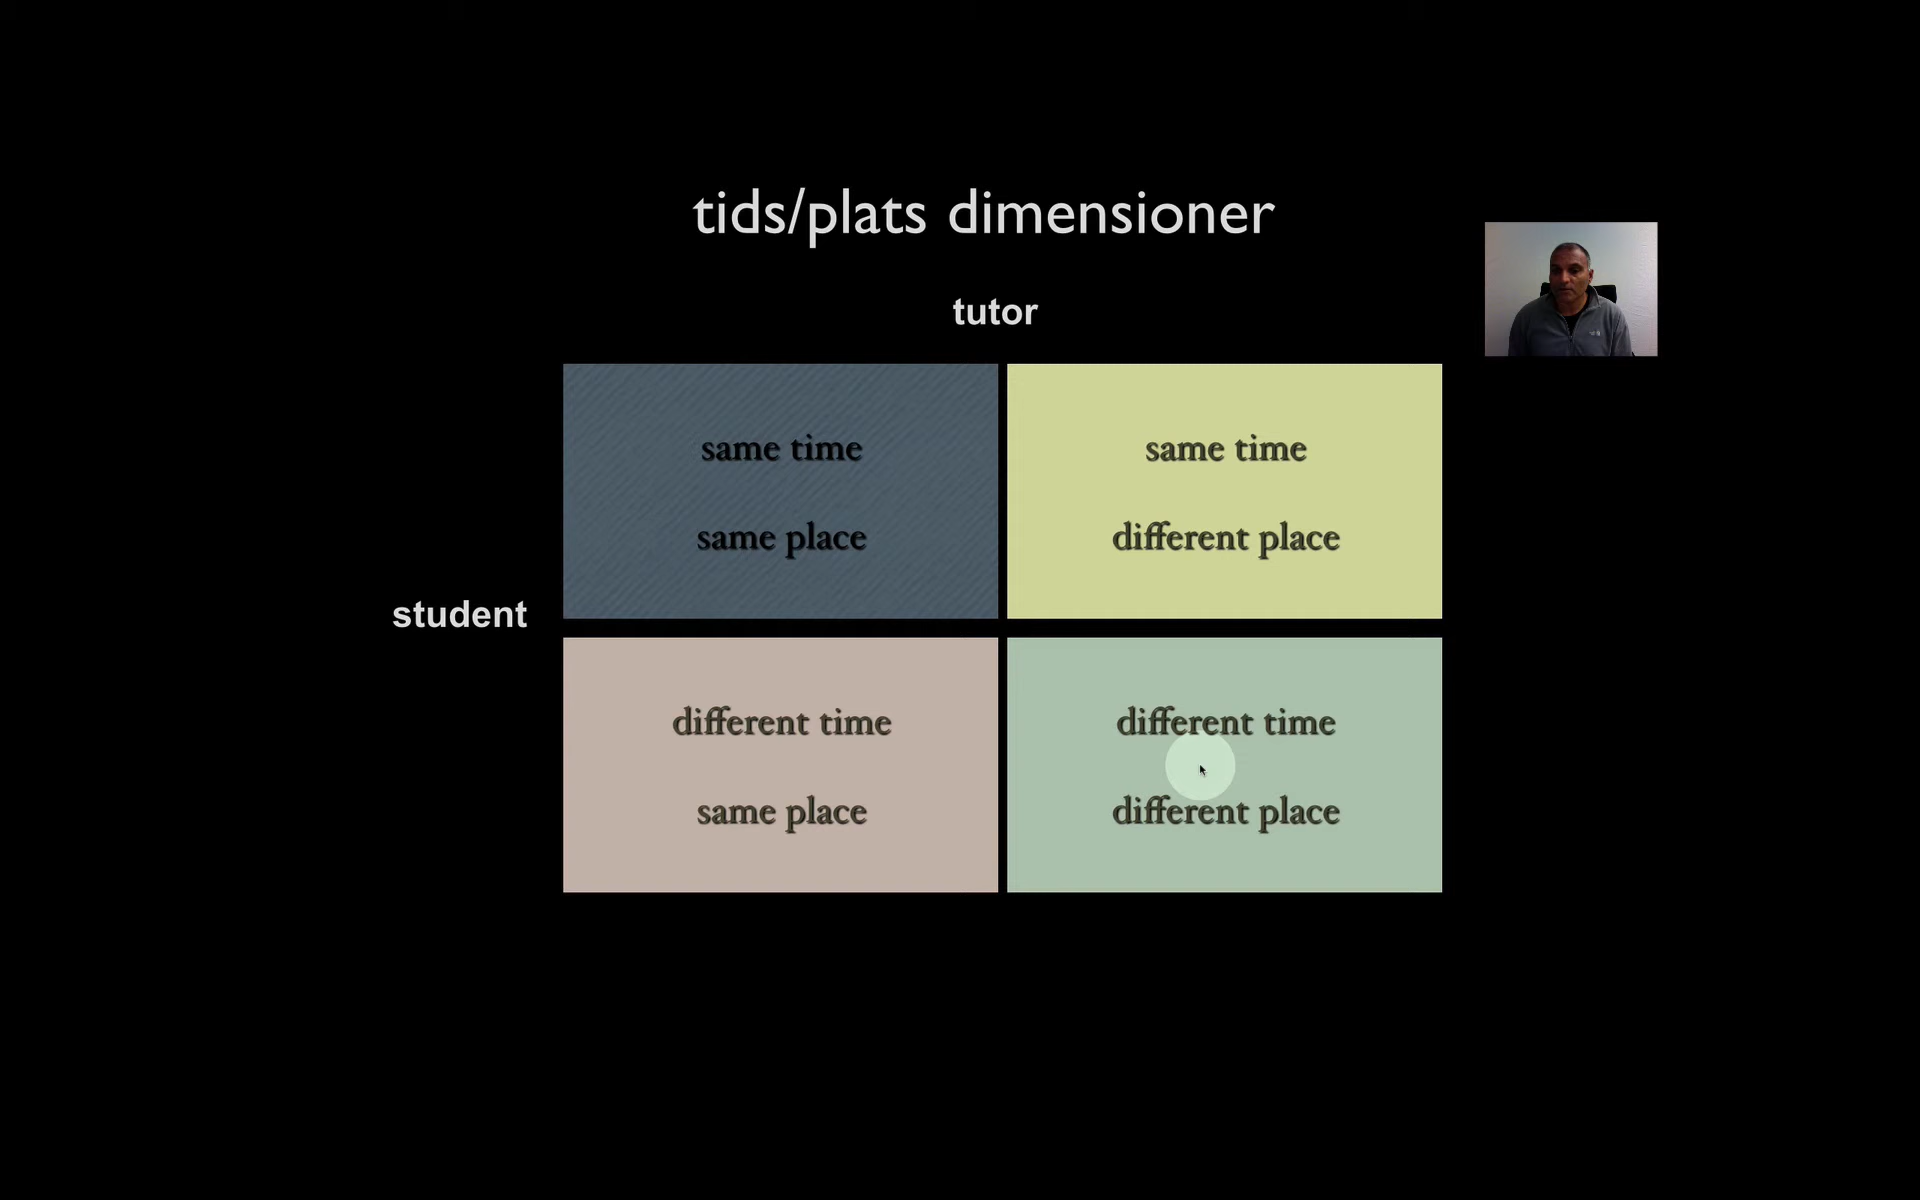 tids/plats dimensioner
tutor
same time
same place
same time
different place
student
different time
same place
different time
different place